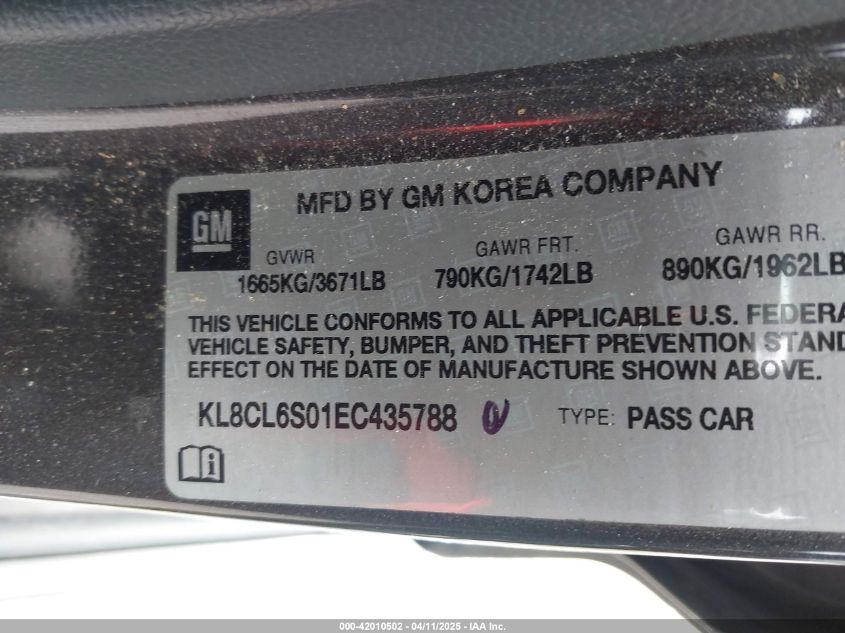 MFD BY GM KOREA COMPANY
GM
GVWR GAWR FRT. GAWR RR.
1665KG/3671LB 790KG/1742LB 890KG/1962LB
THIS VEHICLE CONFORMS TO ALL APPLICABLE U.S. FEDERA
VEHICLE SAFETY, BUMPER, AND THEFT PREVENTION STAND
EFFECT ON THE DATE OF MANUFACTURE SHOWN ABOVE.
KL8CL6S01EC435788 TYPE: PASS CAR
000-42010502 - 04/11/2025 - IAA Inc.